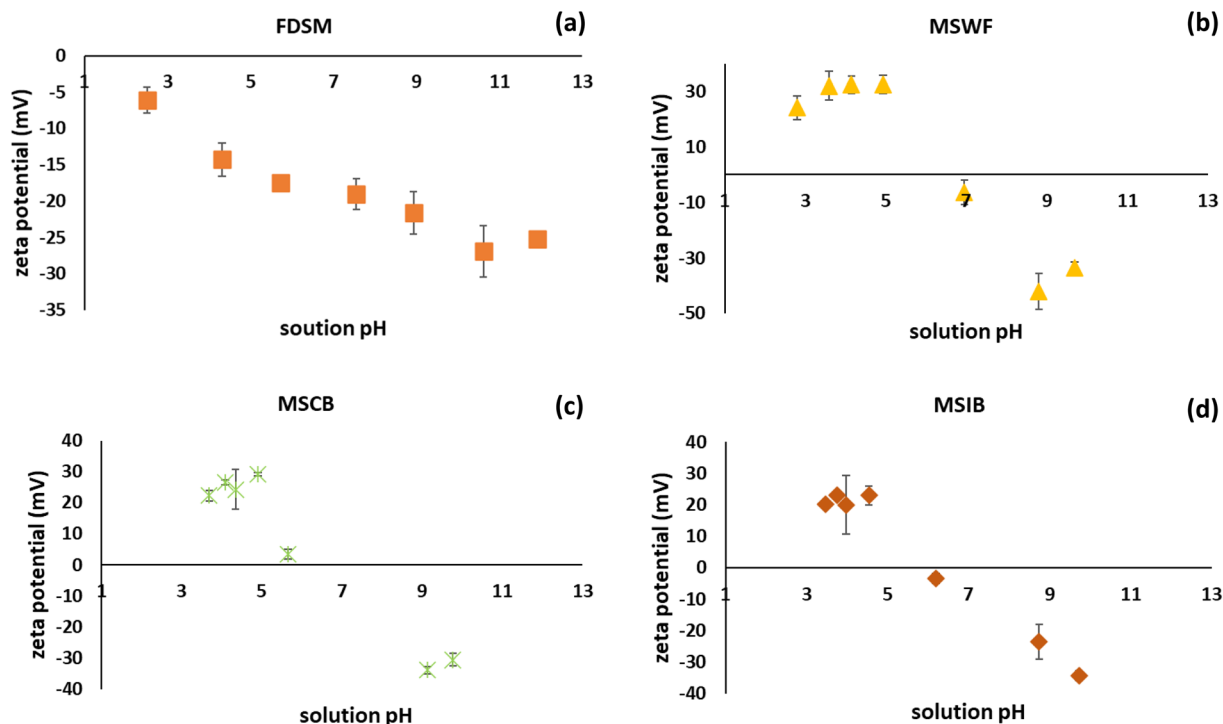 FDSM
(a)
0
-5
-10
-15
-20
-25
-30
-35
1 3 5 7 9 11 13
zeta potential (mV)
soution pH
MSWF
(b)
30
10
-10
-30
-50
1 3 5 7 9 11 13
zeta potential (mV)
solution pH
MSCB
(c)
40
30
20
10
0
-10
-20
-30
-40
1 3 5 7 9 11 13
zeta potential (mV)
solution pH
MSIB
(d)
40
30
20
10
0
-10
-20
-30
-40
1 3 5 7 9 11 13
zeta potential (mV)
solution pH